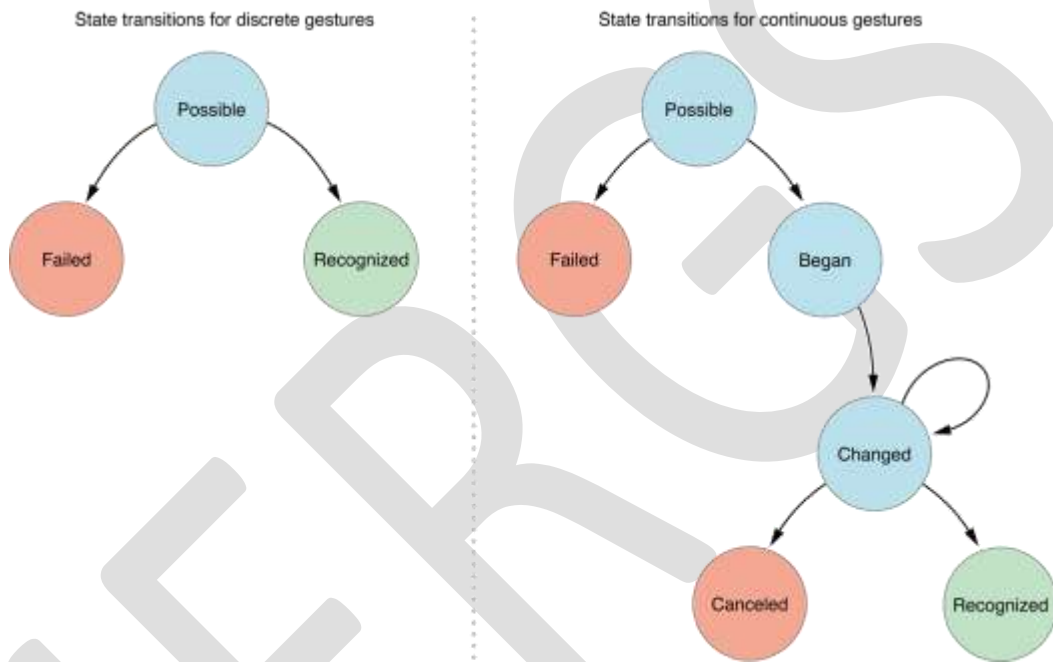 State transitions for discrete gestures
Possible
Failed
Recognized
State transitions for continuous gestures
Possible
Failed
Began
Changed
Canceled
Recognized